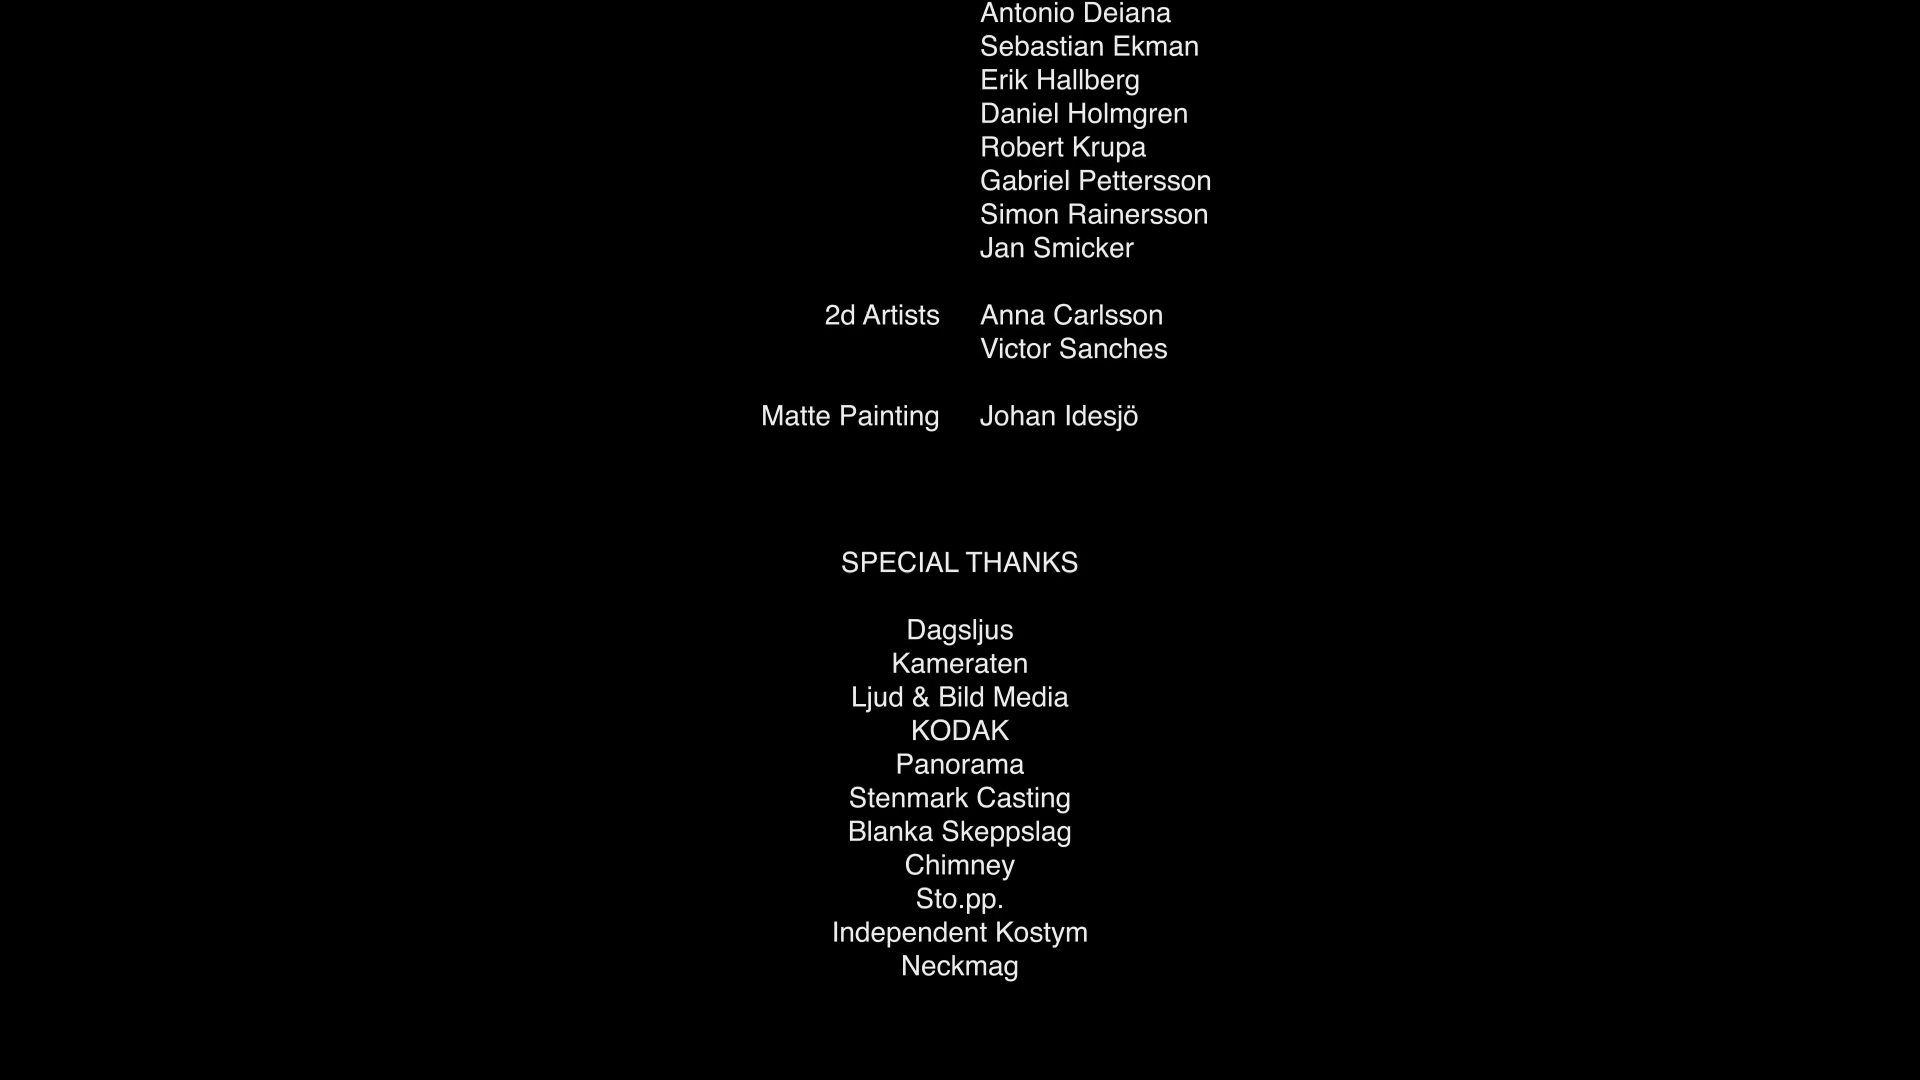 Antonio Deiana
Sebastian Ekman
Erik Hallberg
Daniel Holmgren
Robert Krupa
Gabriel Pettersson
Simon Rainersson
Jan Smicker
2d Artists Anna Carlsson
Victor Sanches
Matte Painting Johan Idesjö
SPECIAL THANKS
Dagsljus
Kameraten
Ljud & Bild Media
KODAK
Panorama
Stenmark Casting
Blanka Skeppslag
Chimney
Sto.pp.
Independent Kostym
Neckmag